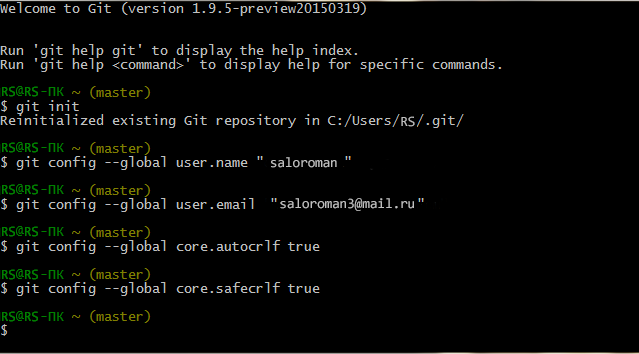 Welcome to Git (version 1.9.5-preview20150319)
Run 'git help git' to display the help index.
Run 'git help <command>' to display help for specific commands.
RS@RS-ПК ~ (master)
$ git init
Reinitialized existing Git repository in C:/Users/RS/.git/
RS@RS-ПК ~ (master)
$ git config --global user.name " saloroman "
RS@RS-ПК ~ (master)
$ git config --global user.email "saloroman3@mail.ru"
RS@RS-ПК ~ (master)
$ git config --global core.autocrlf true
RS@RS-ПК ~ (master)
$ git config --global core.safecrlf true
RS@RS-ПК ~ (master)
$